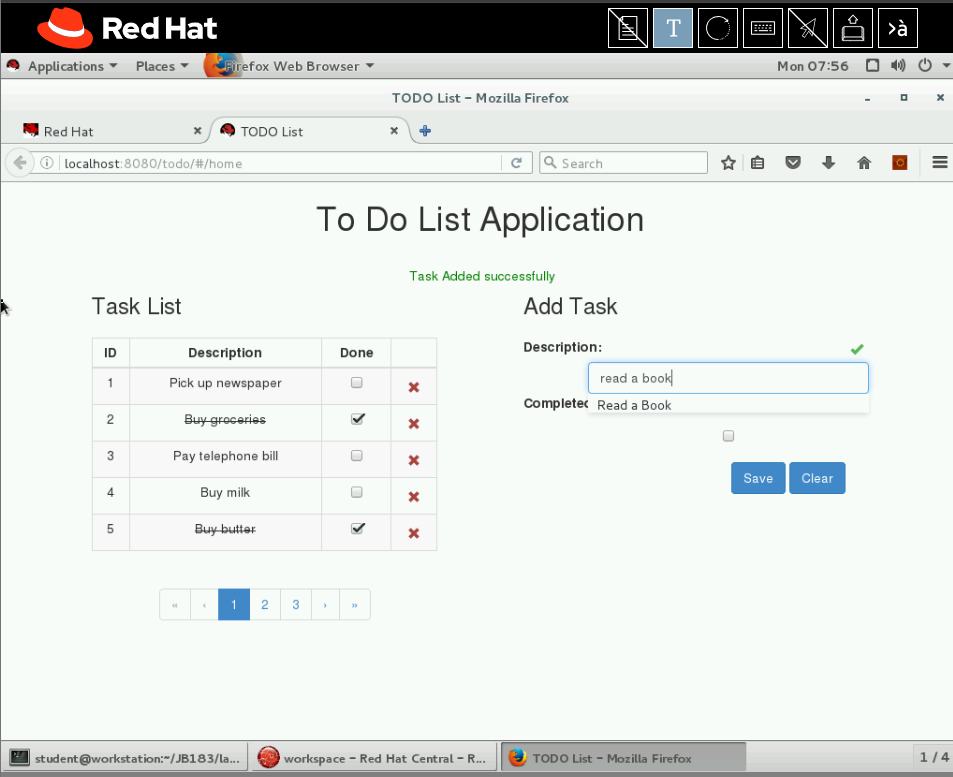 Red Hat
T
>à
Applications Places Firefox Web Browser Mon 07:56
TODO List – Mozilla Firefox
Red Hat TODO List
localhost:8080/todo/#/home Search
To Do List Application
Task Added successfully
Task List
ID Description Done
1 Pick up newspaper
2 Buy groceries
3 Pay telephone bill
4 Buy milk
5 Buy butter
« ‹ 1 2 3 › »
Add Task
Description:
read a book
Read a Book
Completed
Save Clear
student@workstation:~/JB183/la... workspace – Red Hat Central – R... TODO List – Mozilla Firefox 1 / 4